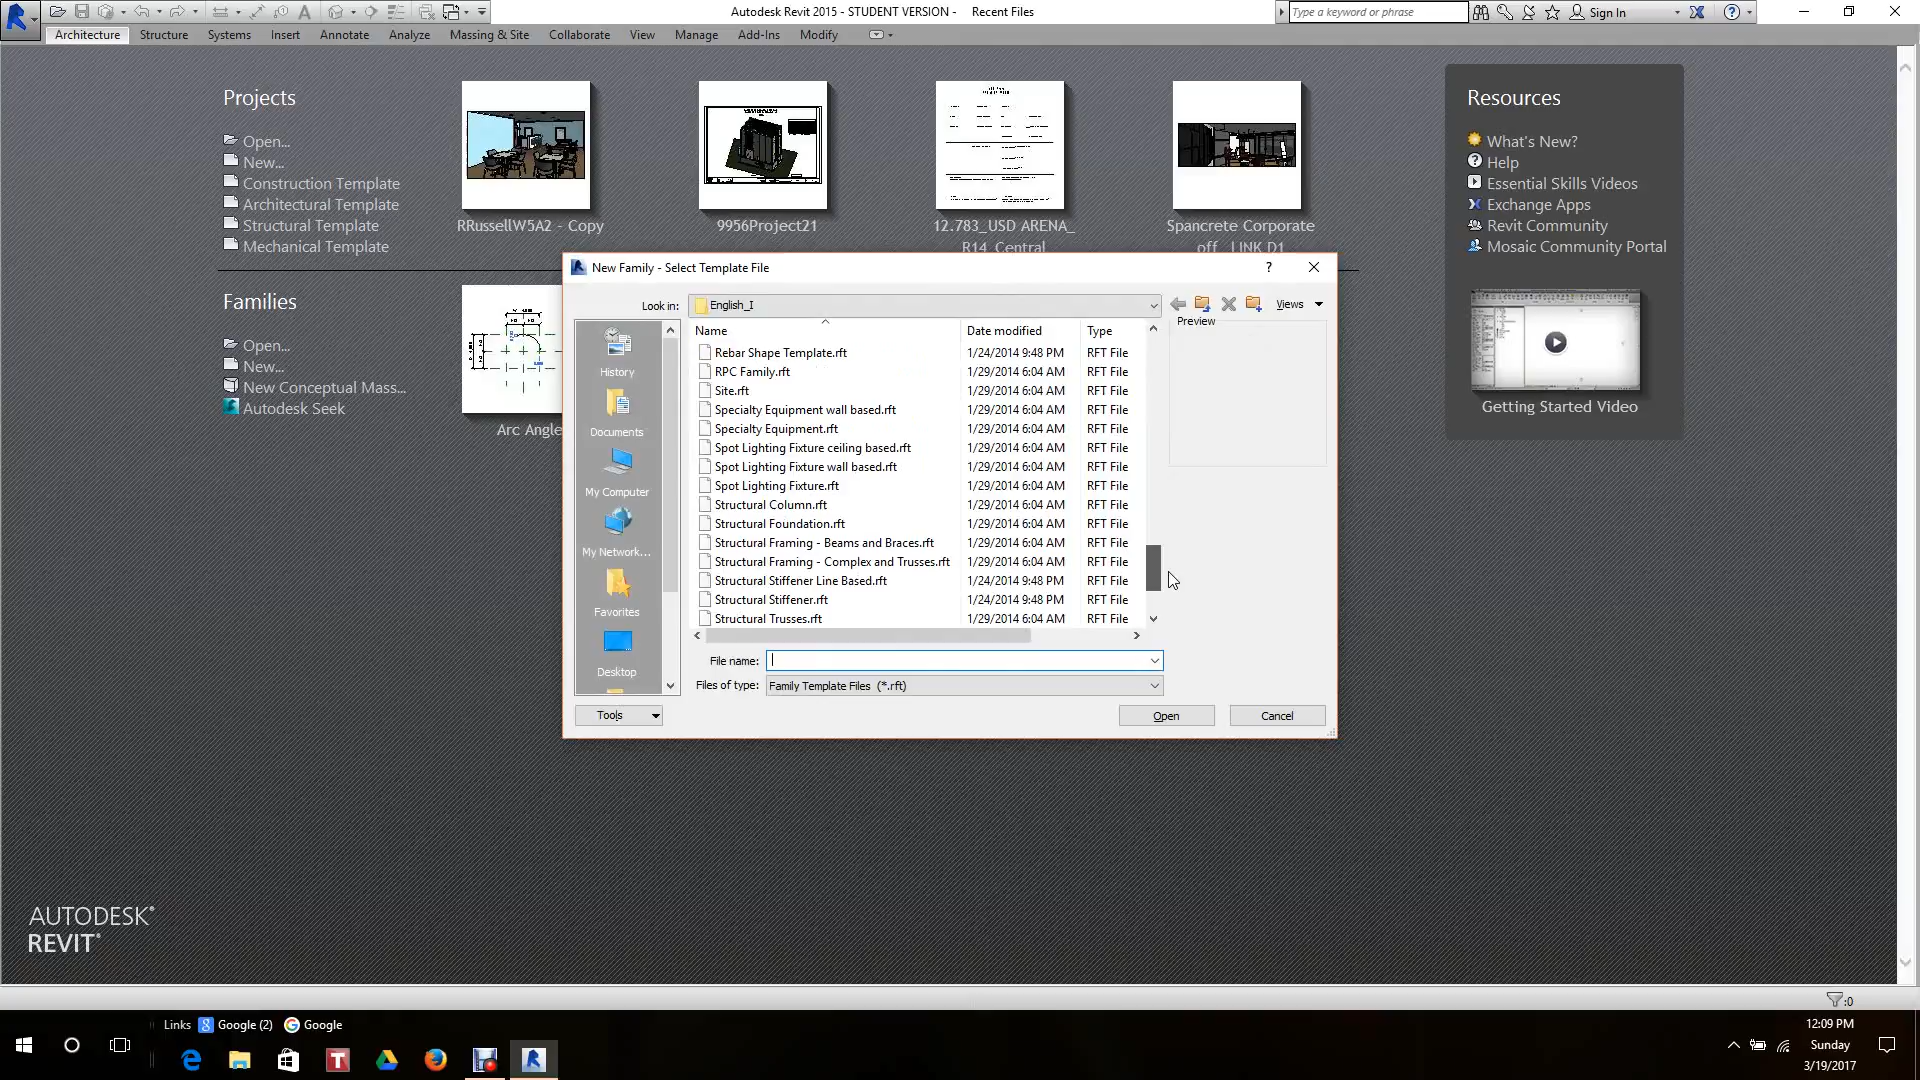 Autodesk Revit 2015 - STUDENT VERSION - Recent Files
Type a keyword or phrase
Sign In
Architecture Structure Systems Insert Annotate Analyze Massing & Site Collaborate View Manage Add-Ins Modify
Projects
Open...
New...
Construction Template
Architectural Template
Structural Template
Mechanical Template
RRussellW5A2 - Copy
9956Project21
12.783_USD ARENA_
R14_Central
Spancrete Corporate
off_ LINK D1
Resources
What's New?
Help
Essential Skills Videos
Exchange Apps
Revit Community
Mosaic Community Portal
Getting Started Video
Families
Open...
New...
New Conceptual Mass...
Autodesk Seek
Arc Angle
New Family - Select Template File
Look in: English_I
Views
History
Documents
My Computer
My Network...
Favorites
Desktop
Name Date modified Type
Rebar Shape Template.rft 1/24/2014 9:48 PM RFT File
RPC Family.rft 1/29/2014 6:04 AM RFT File
Site.rft 1/29/2014 6:04 AM RFT File
Specialty Equipment wall based.rft 1/29/2014 6:04 AM RFT File
Specialty Equipment.rft 1/29/2014 6:04 AM RFT File
Spot Lighting Fixture ceiling based.rft 1/29/2014 6:04 AM RFT File
Spot Lighting Fixture wall based.rft 1/29/2014 6:04 AM RFT File
Spot Lighting Fixture.rft 1/29/2014 6:04 AM RFT File
Structural Column.rft 1/29/2014 6:04 AM RFT File
Structural Foundation.rft 1/29/2014 6:04 AM RFT File
Structural Framing - Beams and Braces.rft 1/29/2014 6:04 AM RFT File
Structural Framing - Complex and Trusses.rft 1/29/2014 6:04 AM RFT File
Structural Stiffener Line Based.rft 1/24/2014 9:48 PM RFT File
Structural Stiffener.rft 1/24/2014 9:48 PM RFT File
Structural Trusses.rft 1/29/2014 6:04 AM RFT File
Preview
File name:
Files of type: Family Template Files (*.rft)
Tools
Open
Cancel
AUTODESK®
REVIT®
:0
Links Google (2) Google
12:09 PM
Sunday
3/19/2017